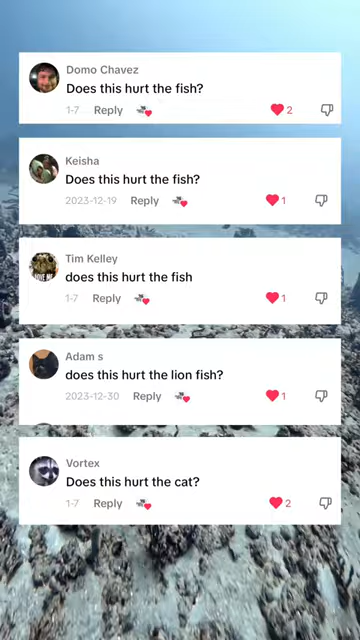 Domo Chavez
Does this hurt the fish?
1-7 Reply 2
Keisha
Does this hurt the fish?
2023-12-19 Reply 1
Tim Kelley
does this hurt the fish
1-7 Reply 1
Adam s
does this hurt the lion fish?
2023-12-30 Reply 1
Vortex
Does this hurt the cat?
1-7 Reply 2